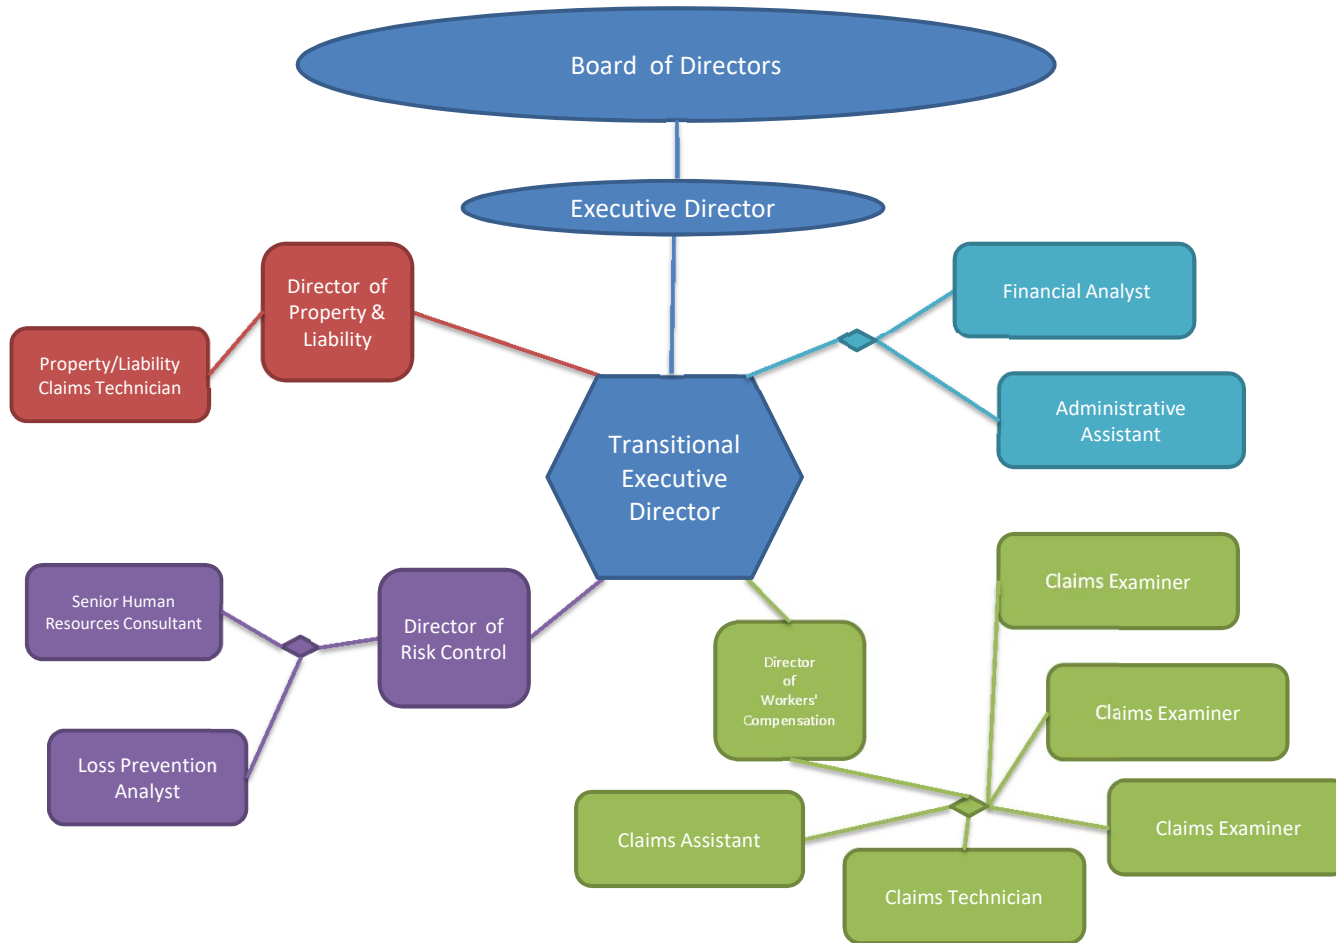 Board of Directors
Executive Director
Director of
Property &
Liability
Financial Analyst
Property/Liability
Claims Technician
Administrative
Assistant
Transitional
Executive
Director
Claims Examiner
Senior Human
Resources Consultant
Director of
Risk Control
Director
of
Workers'
Compensation
Claims Examiner
Loss Prevention
Analyst
Claims Assistant
Claims Examiner
Claims Technician